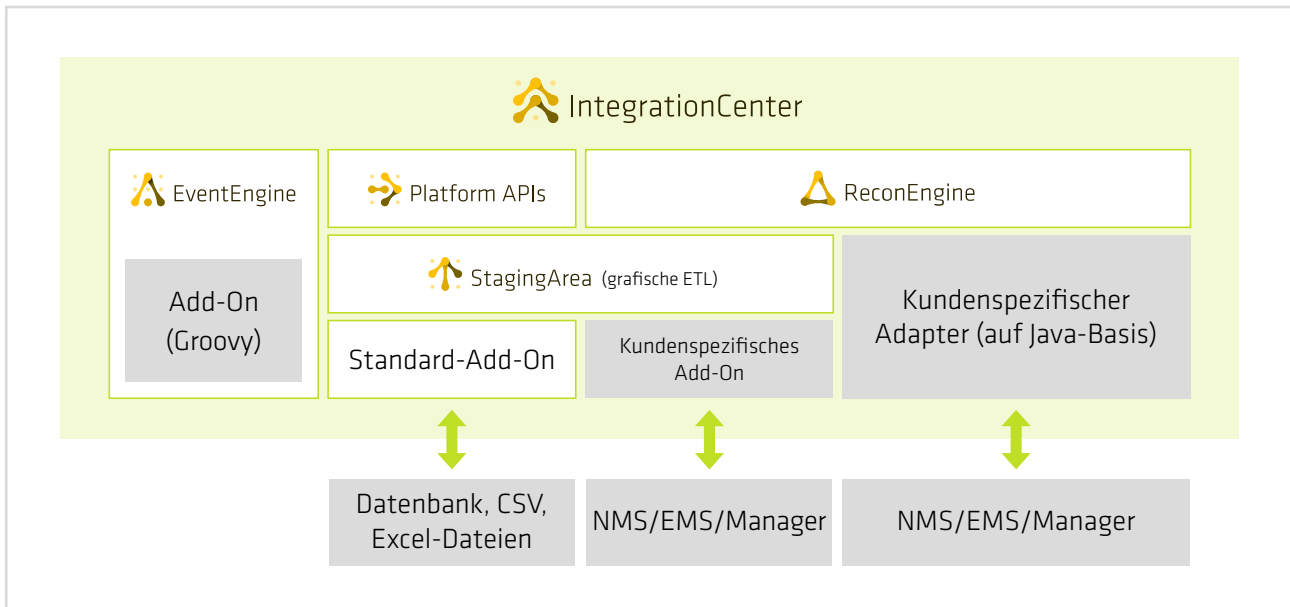 IntegrationCenter
EventEngine
Platform APIs
ReconEngine
StagingArea (grafische ETL)
Add-On
(Groovy)
Kundenspezifischer
Adapter (auf Java-Basis)
Standard-Add-On
Kundenspezifisches
Add-On
Datenbank, CSV,
Excel-Dateien
NMS/EMS/Manager
NMS/EMS/Manager